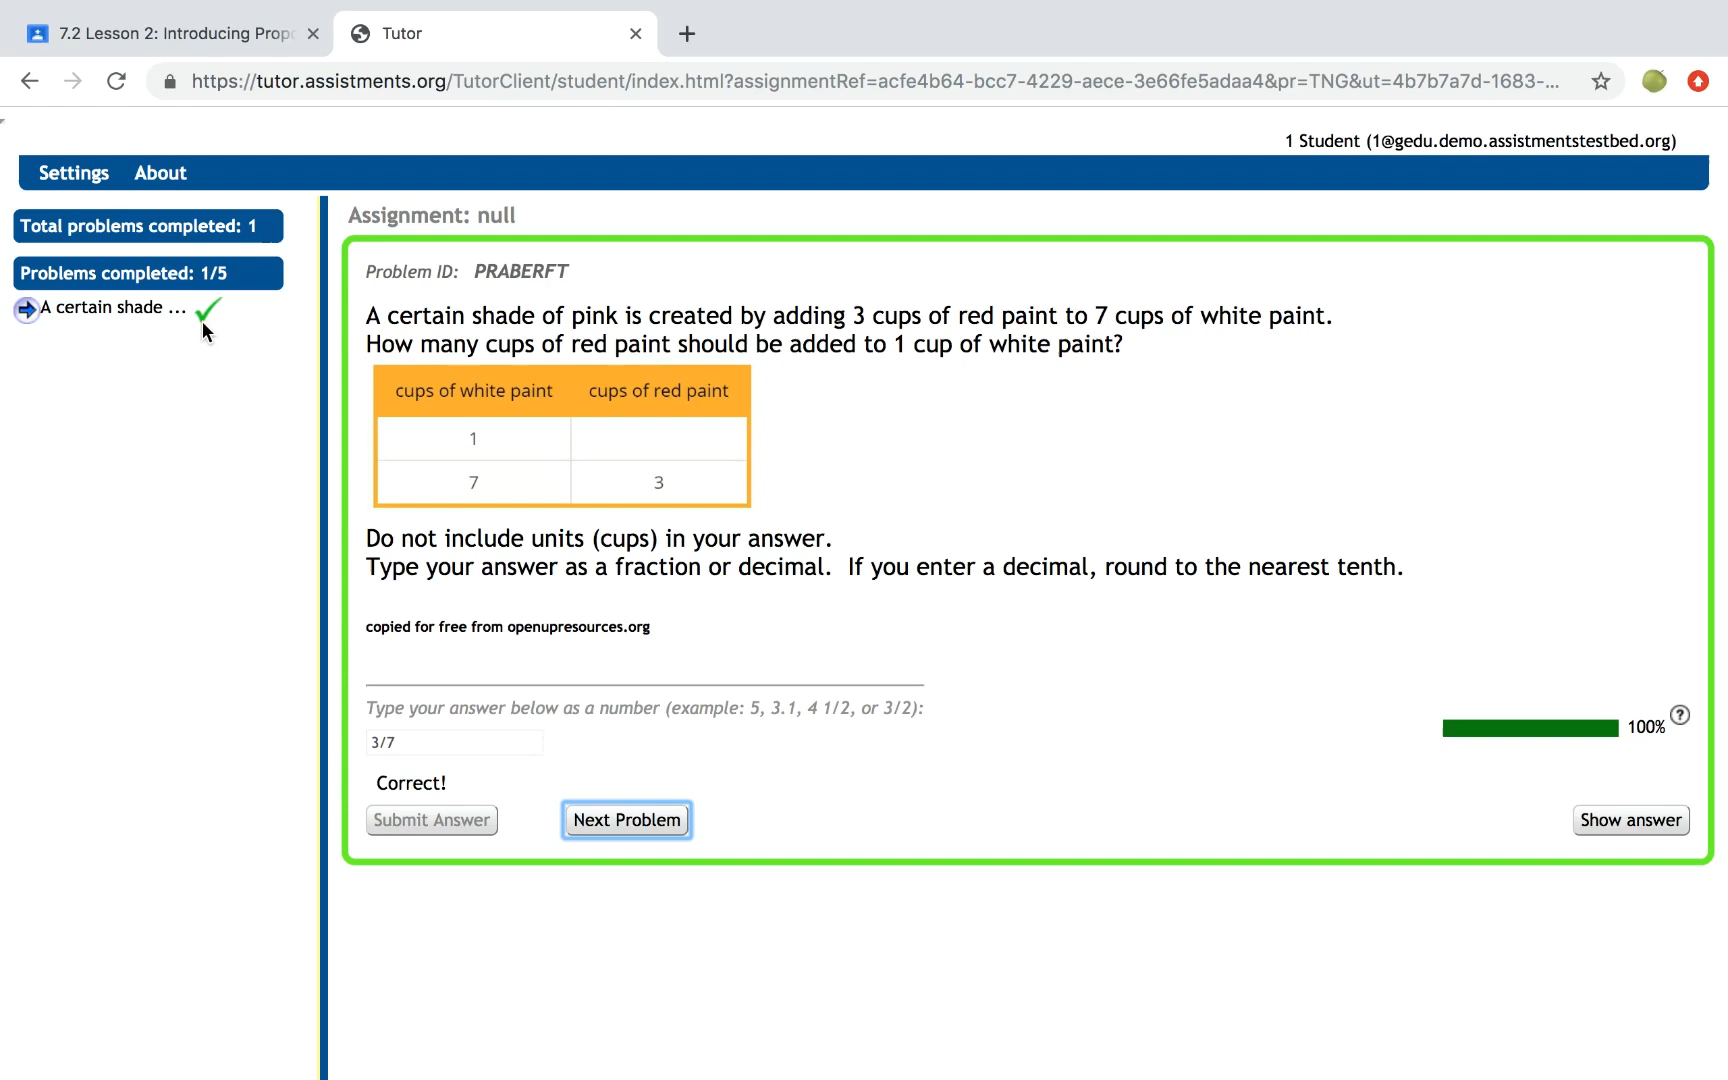 7.2 Lesson 2: Introducing Prop
Tutor
https://tutor.assistments.org/TutorClient/student/index.html?assignmentRef=acfe4b64-bcc7-4229-aece-3e66fe5adaa4&pr=TNG&ut=4b7b7a7d-1683-...
1 Student (1@gedu.demo.assistmentstestbed.org)
Settings About
Total problems completed: 1
Problems completed: 1/5
A certain shade ...
Assignment: null
Problem ID: PRABERFT
A certain shade of pink is created by adding 3 cups of red paint to 7 cups of white paint.
How many cups of red paint should be added to 1 cup of white paint?
cups of white paint cups of red paint
1
7 3
Do not include units (cups) in your answer.
Type your answer as a fraction or decimal. If you enter a decimal, round to the nearest tenth.
copied for free from openupresources.org
Type your answer below as a number (example: 5, 3.1, 4 1/2, or 3/2):
100% ?
3/7
Correct!
Submit Answer Next Problem Show answer